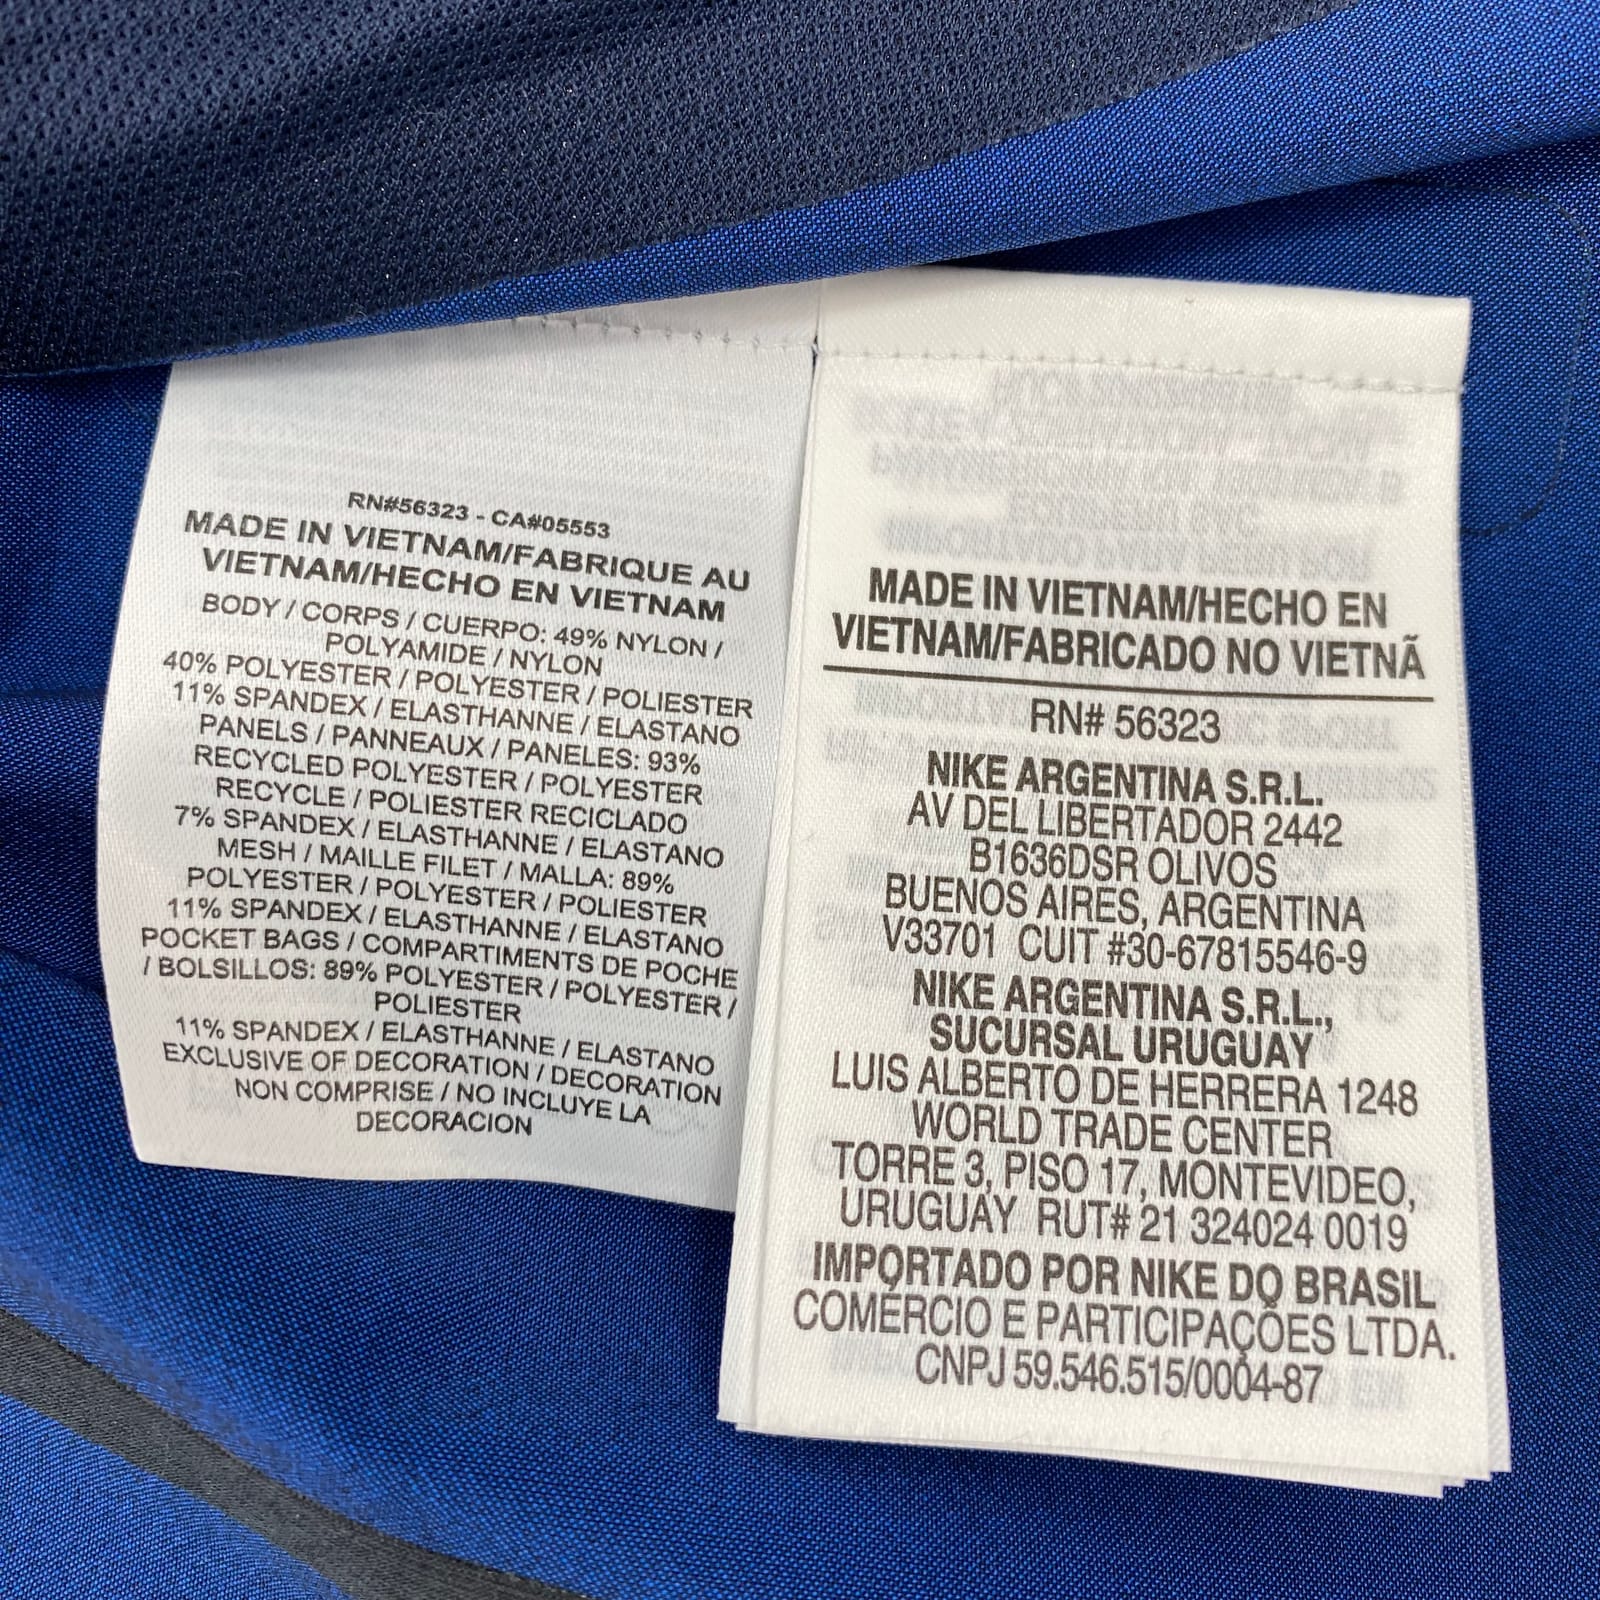 RN#56323 - CA#05553
MADE IN VIETNAM/FABRIQUE AU
VIETNAM/HECHO EN VIETNAM
BODY / CORPS / CUERPO: 49% NYLON /
POLYAMIDE / NYLON
40% POLYESTER / POLYESTER / POLIESTER
11% SPANDEX / ELASTHANNE / ELASTANO
PANELS / PANNEAUX / PANELES: 93%
RECYCLED POLYESTER / POLYESTER
RECYCLE / POLIESTER RECICLADO
7% SPANDEX / ELASTHANNE / ELASTANO
MESH / MAILLE FILET / MALLA: 89%
POLYESTER / POLYESTER / POLIESTER
11% SPANDEX / ELASTHANNE / ELASTANO
POCKET BAGS / COMPARTIMENTS DE POCHE
/ BOLSILLOS: 89% POLYESTER / POLYESTER /
POLIESTER
11% SPANDEX / ELASTHANNE / ELASTANO
EXCLUSIVE OF DECORATION / DECORATION
NON COMPRISE / NO INCLUYE LA
DECORACION
MADE IN VIETNAM/HECHO EN
VIETNAM/FABRICADO NO VIETNÃ
RN# 56323
NIKE ARGENTINA S.R.L.
AV DEL LIBERTADOR 2442
B1636DSR OLIVOS
BUENOS AIRES, ARGENTINA
V33701 CUIT #30-67815546-9
NIKE ARGENTINA S.R.L.,
SUCURSAL URUGUAY
LUIS ALBERTO DE HERRERA 1248
WORLD TRADE CENTER
TORRE 3, PISO 17, MONTEVIDEO,
URUGUAY RUT# 21 324024 0019
IMPORTADO POR NIKE DO BRASIL
COMÉRCIO E PARTICIPAÇÕES LTDA.
CNPJ 59.546.515/0004-87